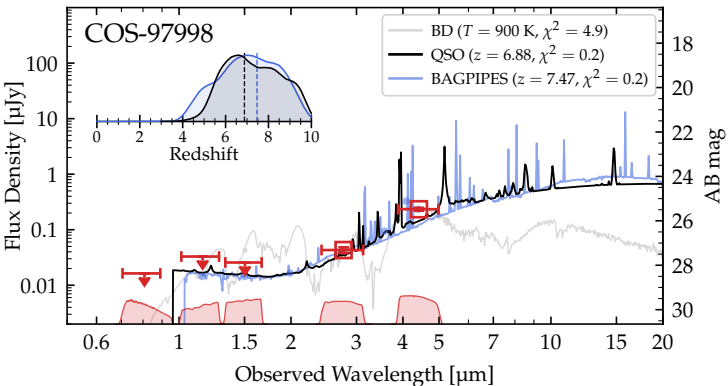 COS-97998
BD (T = 900 K, χ² = 4.9)
QSO (z = 6.88, χ² = 0.2)
BAGPIPES (z = 7.47, χ² = 0.2)
Flux Density [μJy]
100
10
1
0.1
0.01
0 2 4 6 8 10
Redshift
18
20
22
24
26
28
30
AB mag
0.6 1 2 3 4 5 10 15 20
Observed Wavelength [μm]